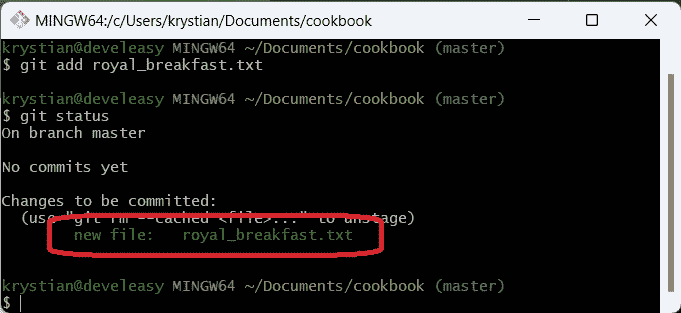 MINGW64:/c/Users/krystian/Documents/cookbook
krystian@develeasy MINGW64 ~/Documents/cookbook (master)
$ git add royal_breakfast.txt
krystian@develeasy MINGW64 ~/Documents/cookbook (master)
$ git status
On branch master
No commits yet
Changes to be committed:
(use "git rm --cached <file>..." to unstage)
new file: royal_breakfast.txt
krystian@develeasy MINGW64 ~/Documents/cookbook (master)
$